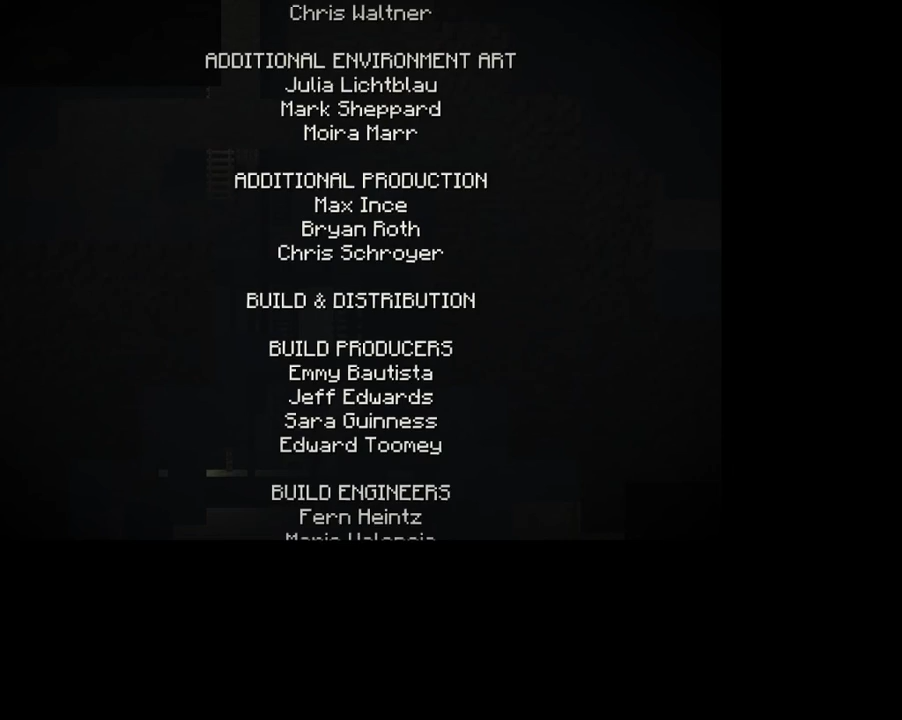 Chris Waltner
ADDITIONAL ENVIRONMENT ART
Julia Lichtblau
Mark Sheppard
Moira Marr
ADDITIONAL PRODUCTION
Max Ince
Bryan Roth
Chris Schroyer
BUILD & DISTRIBUTION
BUILD PRODUCERS
Emmy Bautista
Jeff Edwards
Sara Guinness
Edward Toomey
BUILD ENGINEERS
Fern Heintz